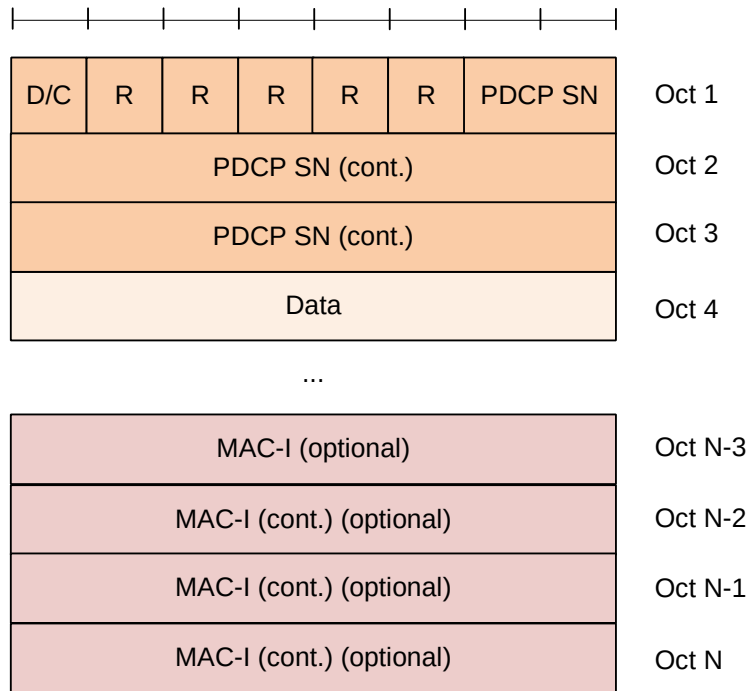 D/C R R R R R PDCP SN Oct 1
PDCP SN (cont.) Oct 2
PDCP SN (cont.) Oct 3
Data Oct 4
...
MAC-I (optional) Oct N-3
MAC-I (cont.) (optional) Oct N-2
MAC-I (cont.) (optional) Oct N-1
MAC-I (cont.) (optional) Oct N